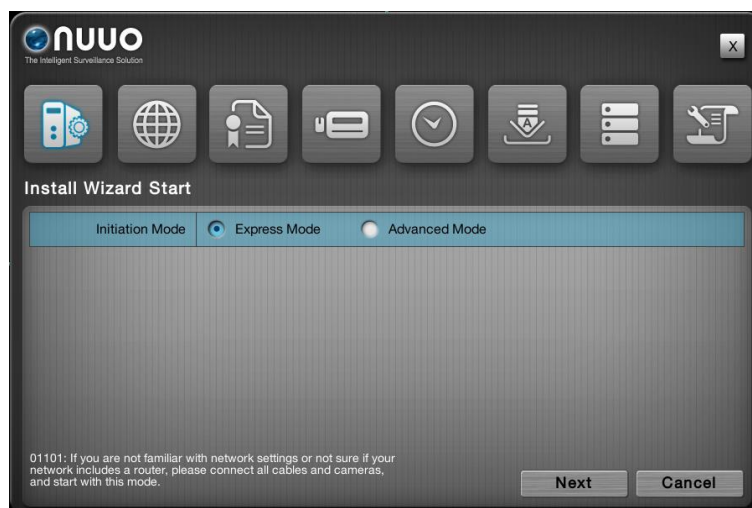 nuuo
The Intelligent Surveillance Solution
X
A
Install Wizard Start
Initiation Mode Express Mode Advanced Mode
01101: If you are not familiar with network settings or not sure if your
network includes a router, please connect all cables and cameras,
and start with this mode.
Next Cancel